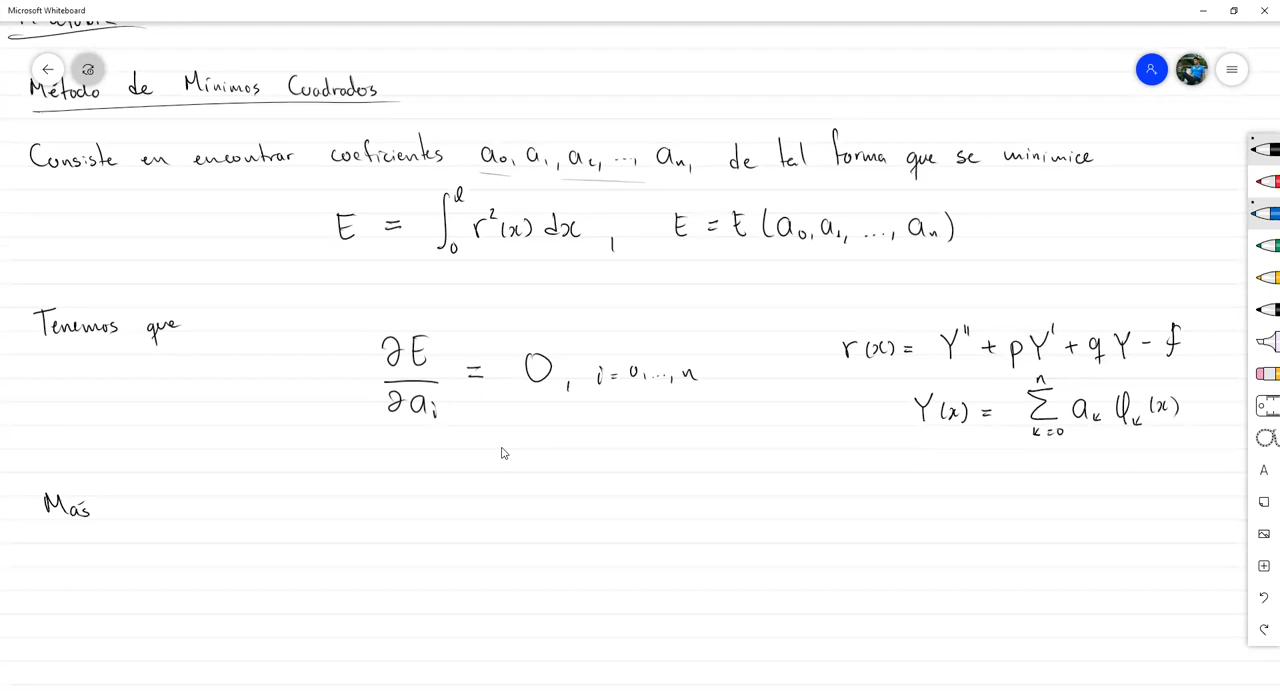 Microsoft Whiteboard
Método de Mínimos Cuadrados
Consiste en encontrar coeficientes a₀, a₁, a₂, ..., aₙ, de tal forma que se minimice
E = ∫₀ˡ r²(x) dx , E = E (a₀, a₁, ..., aₙ)
Tenemos que
∂E/∂aᵢ = 0, i = 0, ..., n
r(x) = Y'' + pY' + qY - f
Y(x) = ∑ₖ₌₀ⁿ aₖ φₖ(x)
Más
A